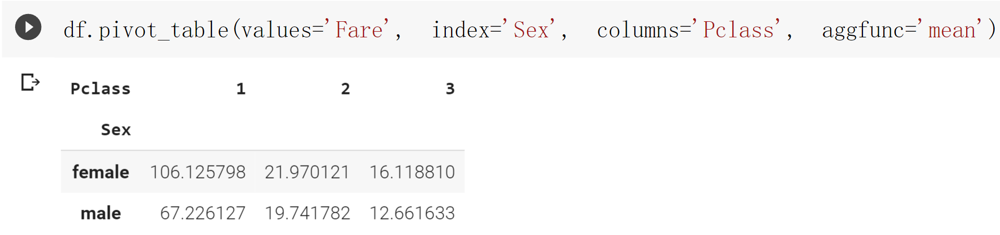 df.pivot_table(values='Fare', index='Sex', columns='Pclass', aggfunc='mean')
Pclass 1 2 3
Sex
female 106.125798 21.970121 16.118810
male 67.226127 19.741782 12.661633